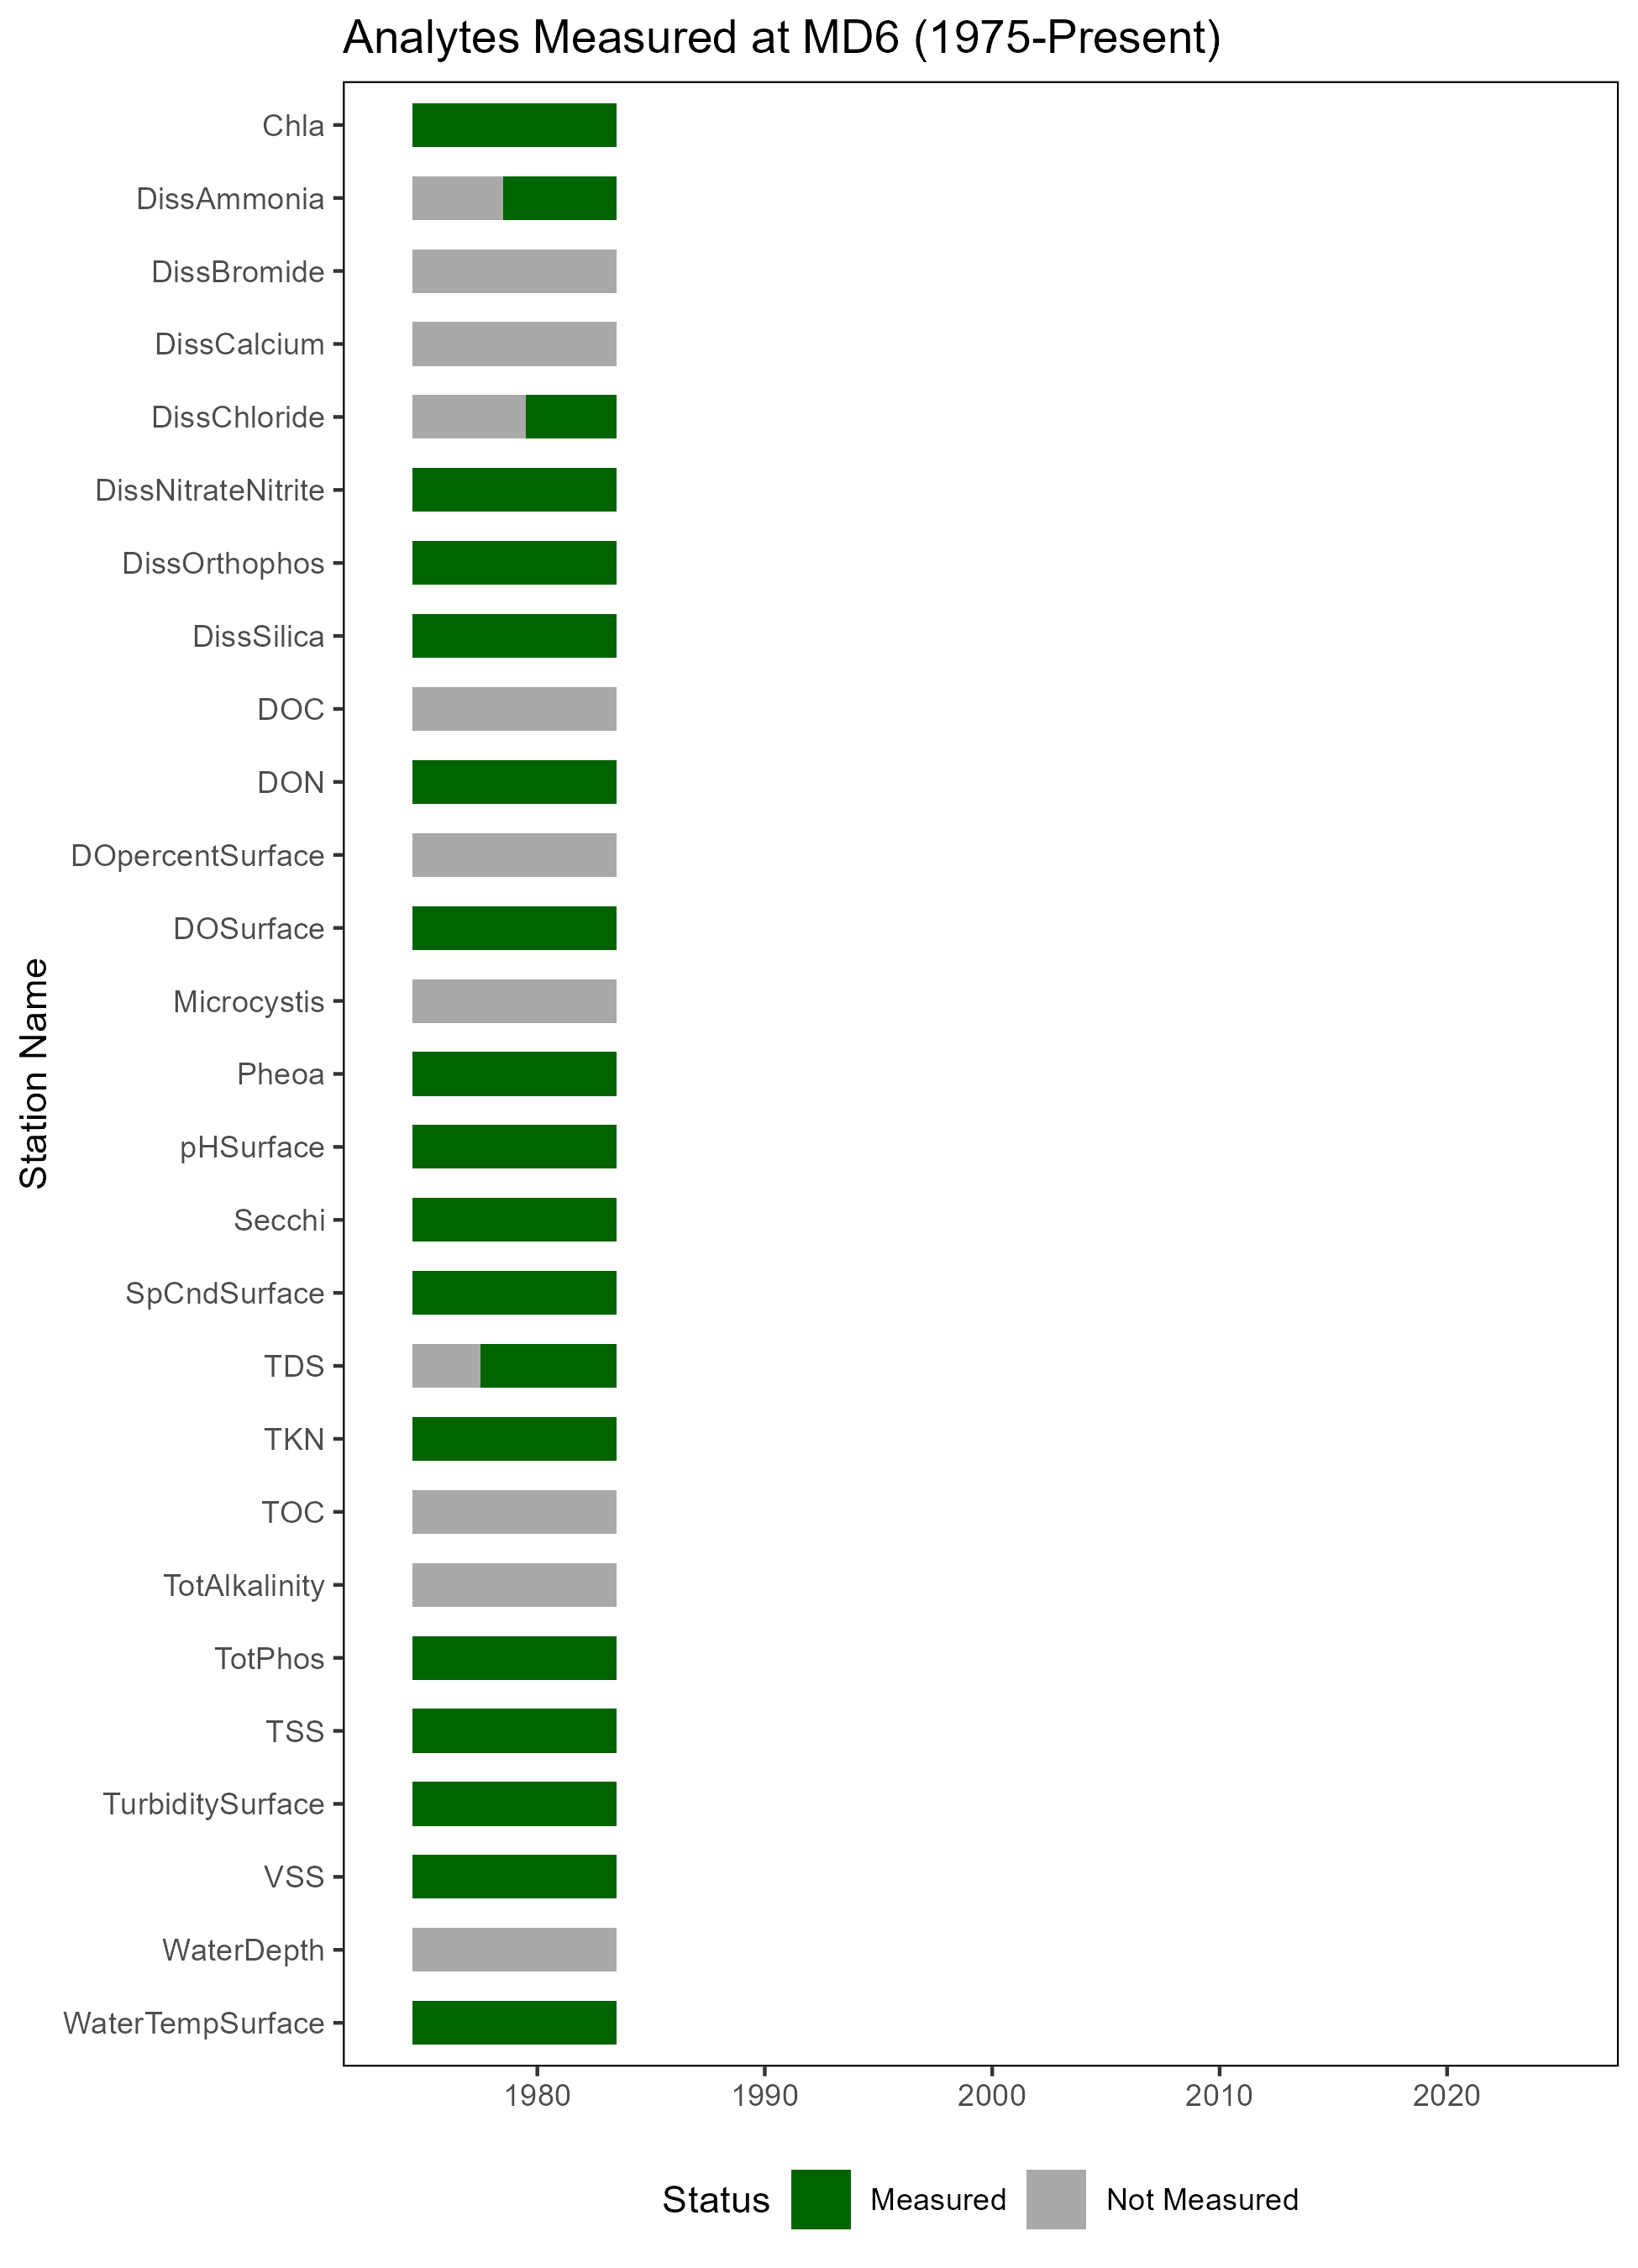 Analytes Measured at MD6 (1975-Present)
Station Name
Chla
DissAmmonia
DissBromide
DissCalcium
DissChloride
DissNitrateNitrite
DissOrthophos
DissSilica
DOC
DON
DOpercentSurface
DOSurface
Microcystis
Pheoa
pHSurface
Secchi
SpCndSurface
TDS
TKN
TOC
TotAlkalinity
TotPhos
TSS
TurbiditySurface
VSS
WaterDepth
WaterTempSurface
1980 1990 2000 2010 2020
Status Measured Not Measured